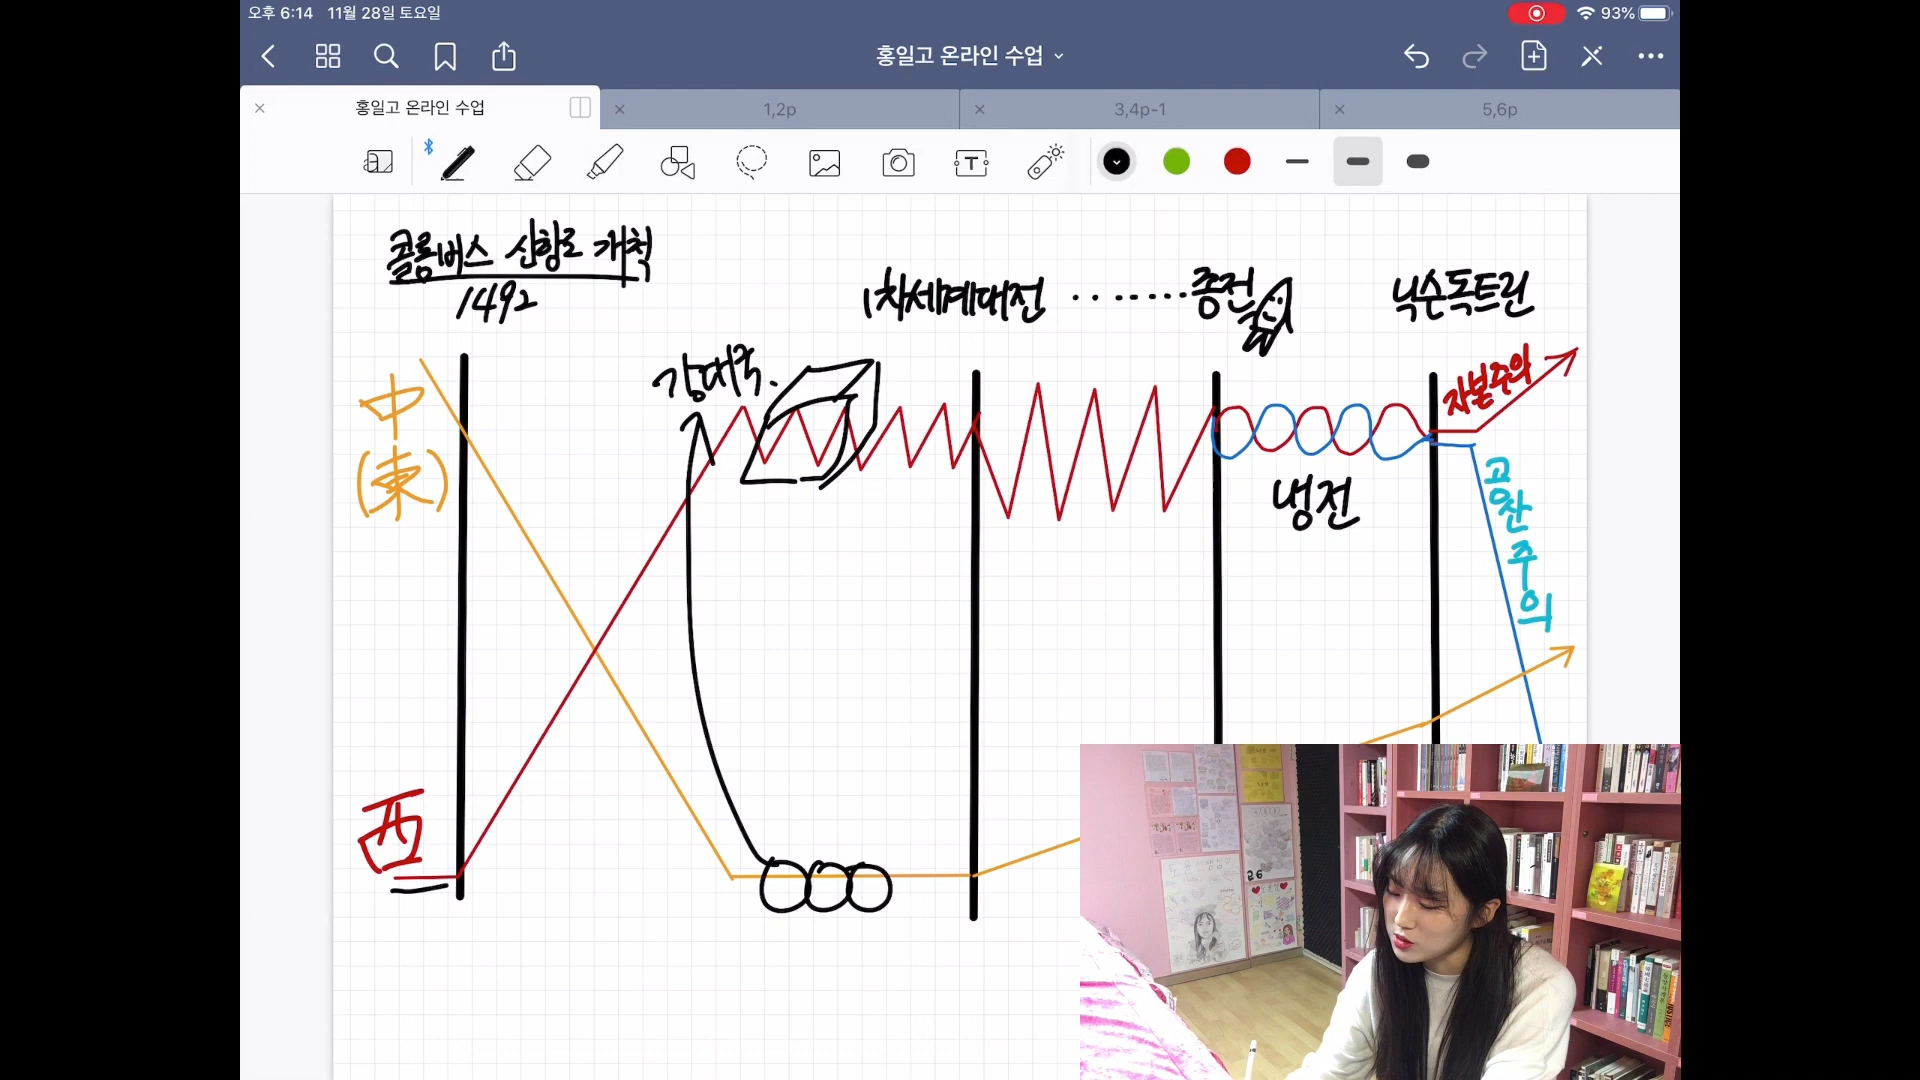 오후 6:14 11월 28일 토요일
93%
홍일고 온라인 수업
홍일고 온라인 수업
1,2p
3,4p-1
5,6p
콜롬버스 신항로 개척
1492
1차세계대전 ········종전
닉슨독트린
강대국.
자본주의
中
(東)
냉전
공산주의
西
26